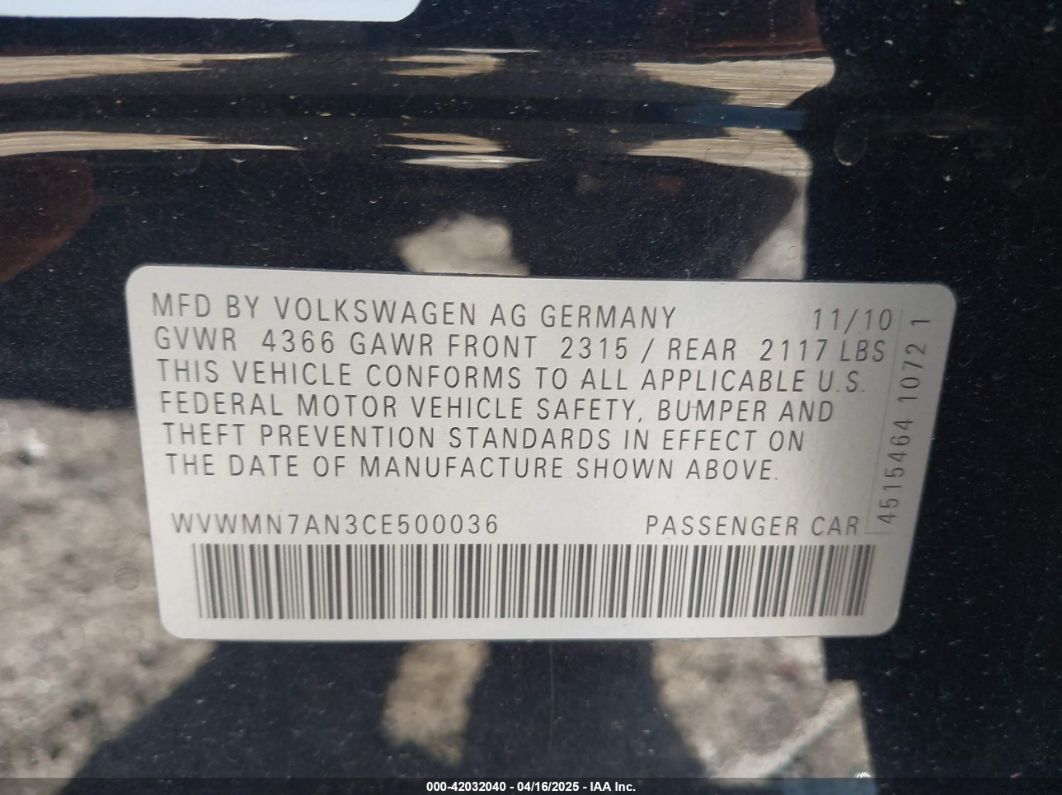 MFD BY VOLKSWAGEN AG GERMANY 11/10
GVWR 4366 GAWR FRONT 2315 / REAR 2117 LBS
THIS VEHICLE CONFORMS TO ALL APPLICABLE U.S.
FEDERAL MOTOR VEHICLE SAFETY, BUMPER AND
THEFT PREVENTION STANDARDS IN EFFECT ON
THE DATE OF MANUFACTURE SHOWN ABOVE.
WVWMN7AN3CE500036 PASSENGER CAR
4515464 1072 1
000-42032040 - 04/16/2025 - IAA Inc.